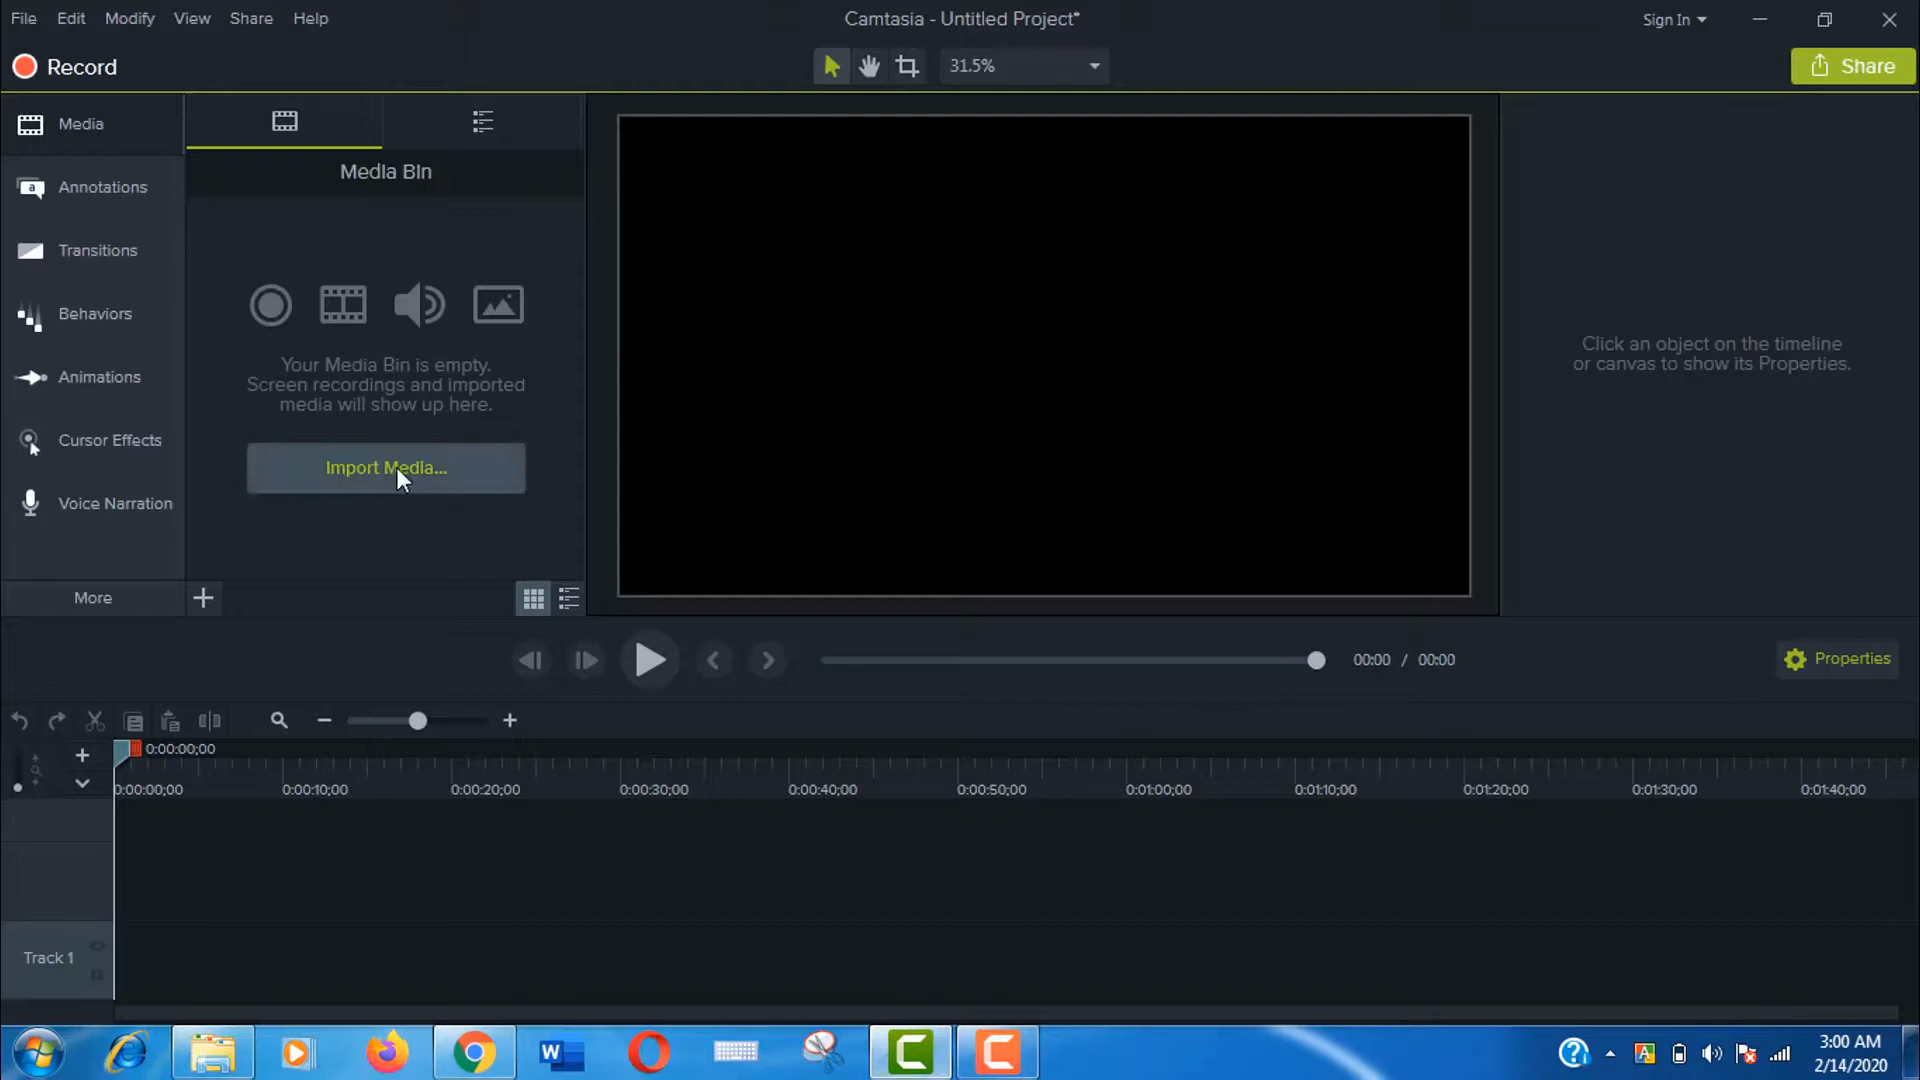 File Edit Modify View Share Help
Camtasia - Untitled Project*
Sign In
Record
31.5%
Share
Media
Annotations
Transitions
Behaviors
Animations
Cursor Effects
Voice Narration
More
Media Bin
Your Media Bin is empty.
Screen recordings and imported
media will show up here.
Import Media...
Click an object on the timeline
or canvas to show its Properties.
00:00 / 00:00
Properties
0:00:00;00
0:00:00;00 0:00:10;00 0:00:20;00 0:00:30;00 0:00:40;00 0:00:50;00 0:01:00;00 0:01:10;00 0:01:20;00 0:01:30;00 0:01:40;00
Track 1
3:00 AM
2/14/2020